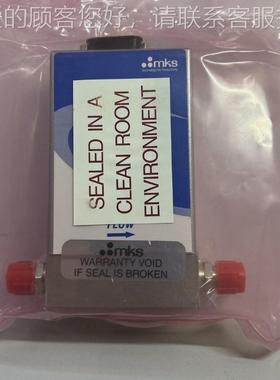 的顾客您好，请联系客服
mks
SEALED IN A
CLEAN ROOM
ENVIRONMENT
FLOW
mks
WARRANTY VOID
IF SEAL IS BROKEN